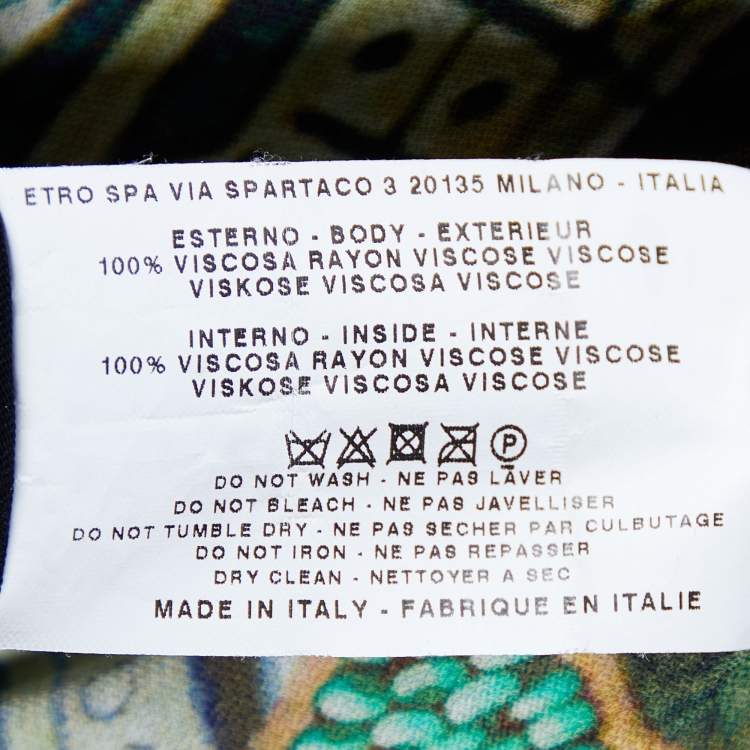 ETRO SPA VIA SPARTACO 3 20135 MILANO - ITALIA
ESTERNO - BODY - EXTERIEUR
100% VISCOSA RAYON VISCOSE VISCOSE
VISKOSE VISCOSA VISCOSE
INTERNO - INSIDE - INTERNE
100% VISCOSA RAYON VISCOSE VISCOSE
VISKOSE VISCOSA VISCOSE
P
DO NOT WASH - NE PAS LAVER
DO NOT BLEACH - NE PAS JAVELLISER
DO NOT TUMBLE DRY - NE PAS SECHER PAR CULBUTAGE
DO NOT IRON - NE PAS REPASSER
DRY CLEAN - NETTOYER A SEC
MADE IN ITALY - FABRIQUE EN ITALIE